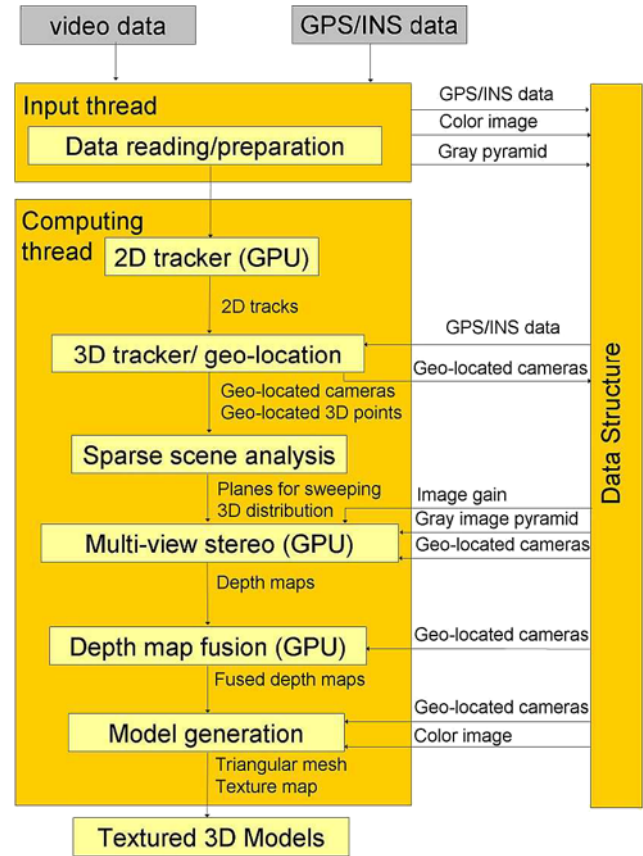 video data
GPS/INS data
Input thread
Data reading/preparation
GPS/INS data
Color image
Gray pyramid
Computing
thread
2D tracker (GPU)
2D tracks
3D tracker/ geo-location
GPS/INS data
Geo-located cameras
Geo-located cameras
Geo-located 3D points
Sparse scene analysis
Planes for sweeping
3D distribution
Image gain
Gray image pyramid
Geo-located cameras
Multi-view stereo (GPU)
Depth maps
Depth map fusion (GPU)
Geo-located cameras
Fused depth maps
Model generation
Geo-located cameras
Color image
Triangular mesh
Texture map
Textured 3D Models
Data Structure